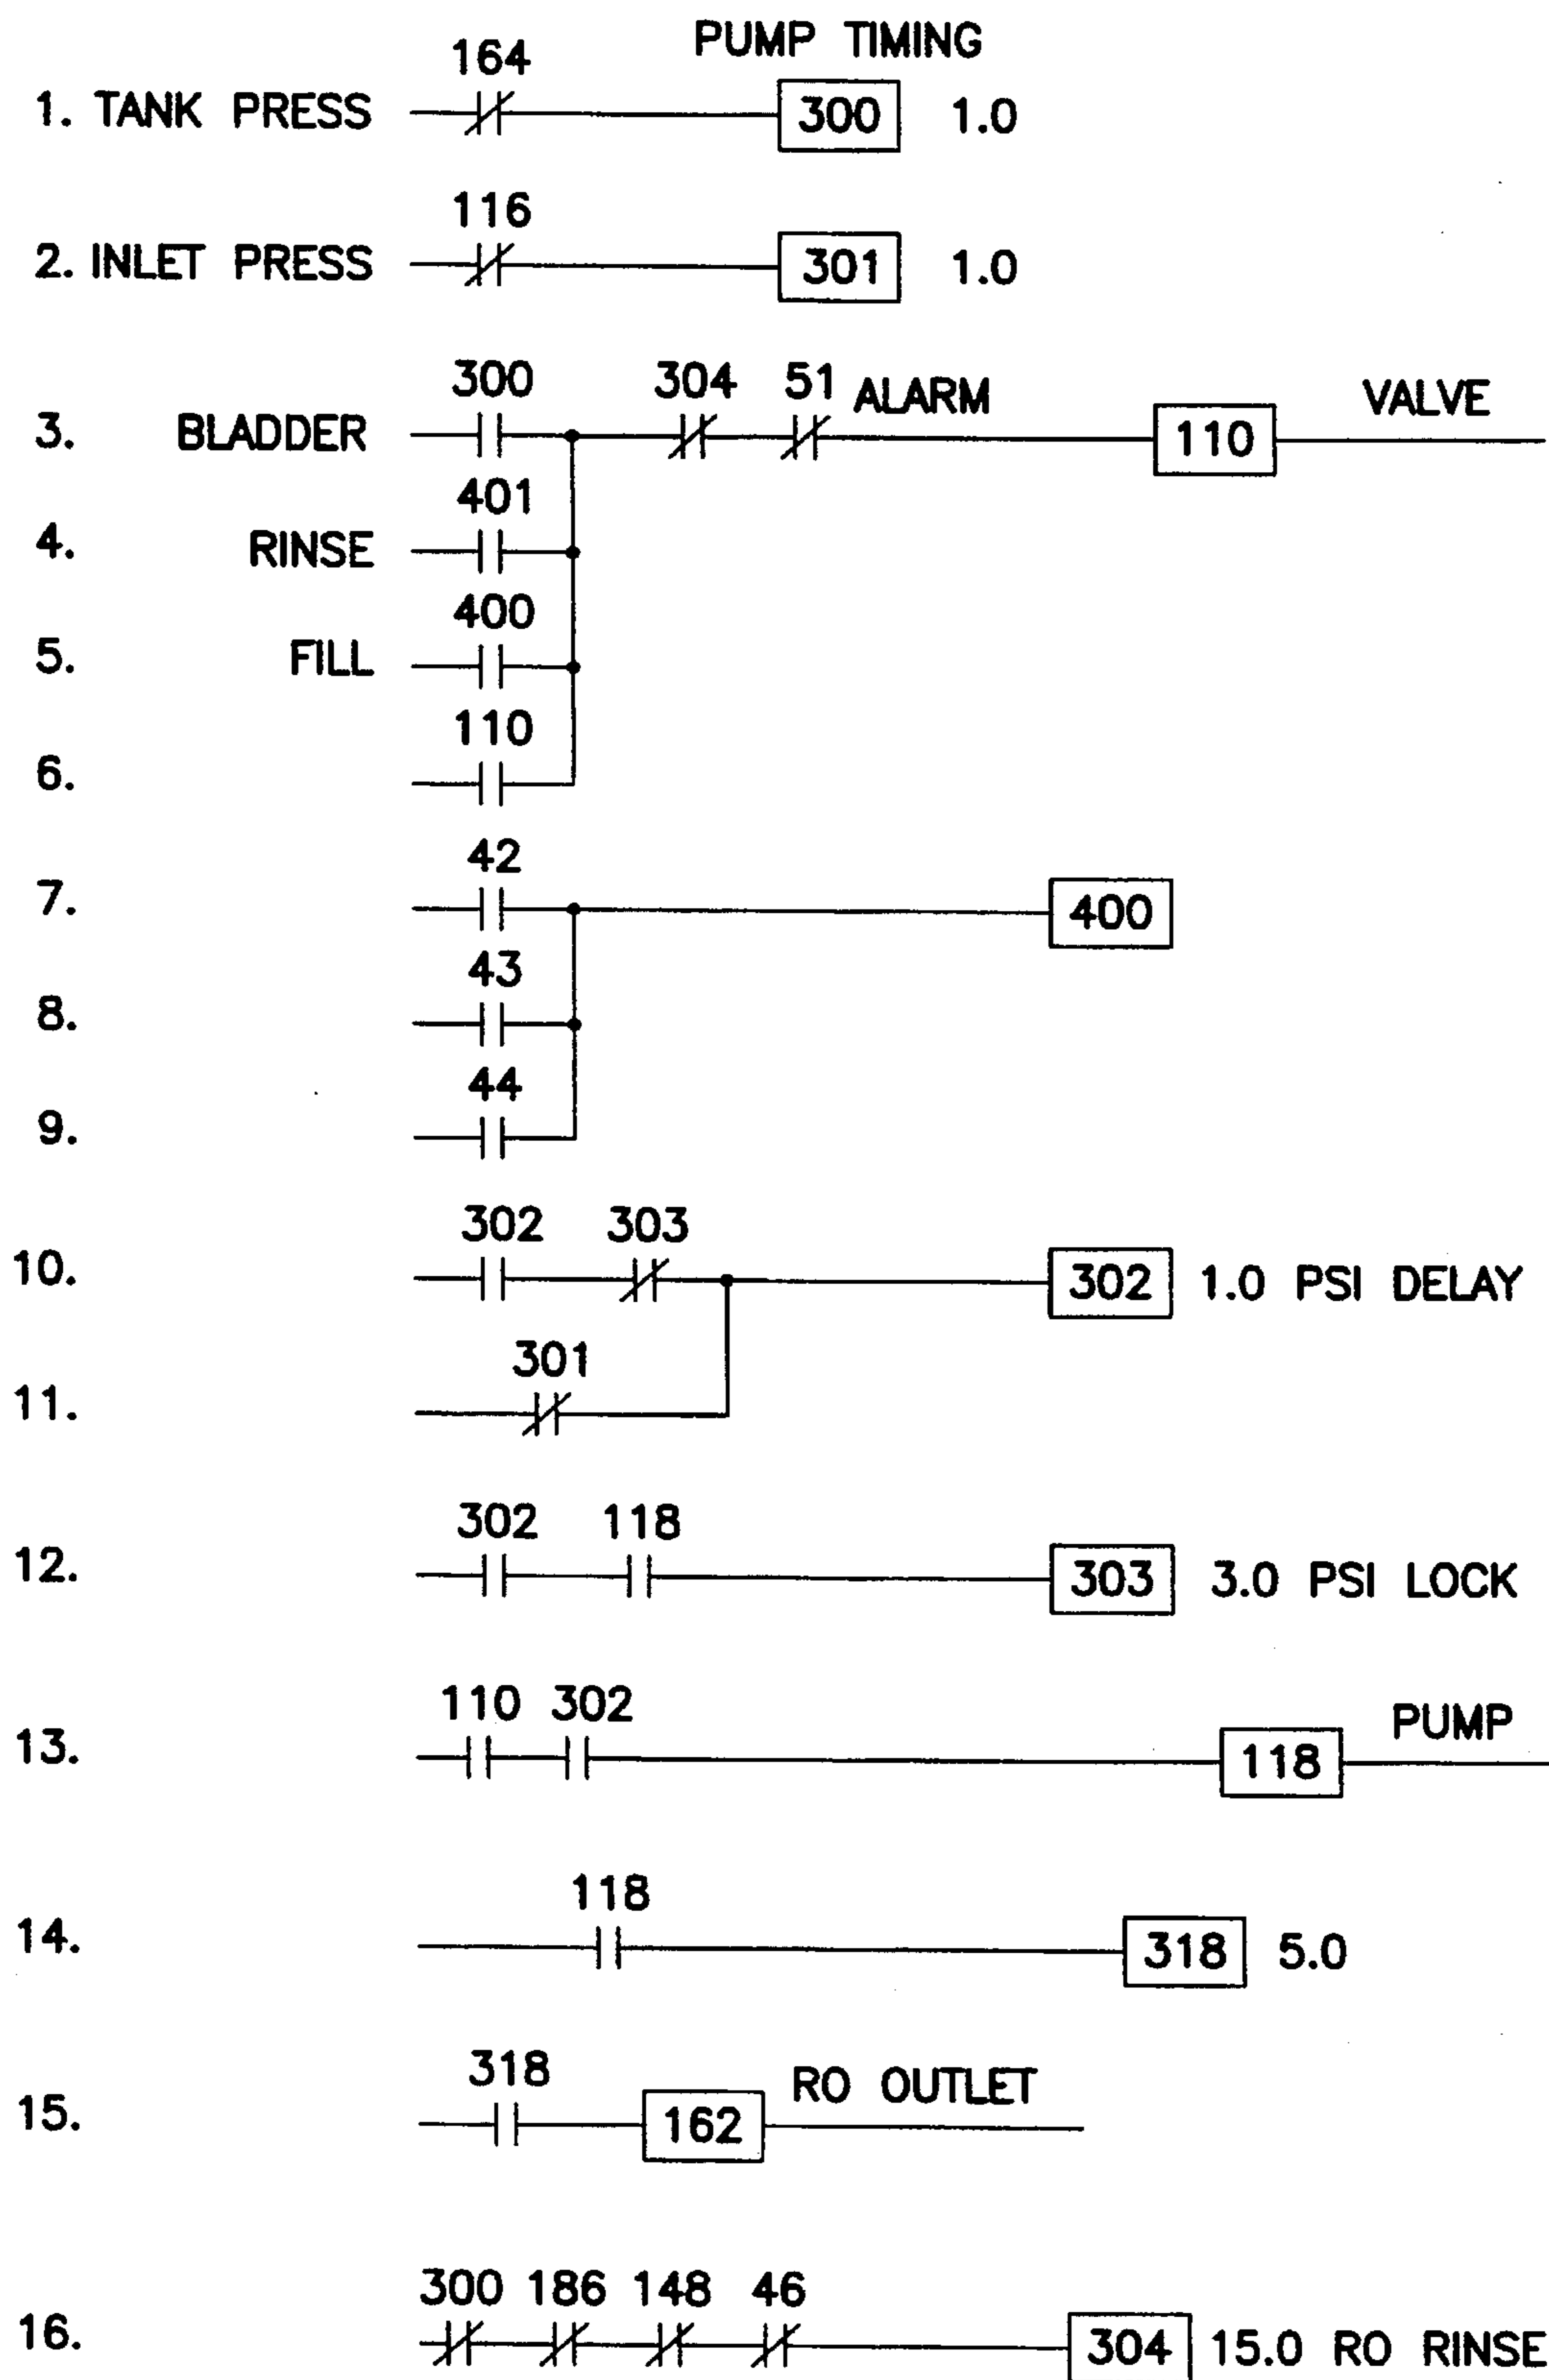 PUMP TIMING
164
1. TANK PRESS 300 1.0
116
2. INLET PRESS 301 1.0
300 304 51 ALARM VALVE
3. BLADDER 110
401
4. RINSE
400
5. FILL
110
6.
42
7. 400
43
8.
44
9.
302 303
10. 302 1.0 PSI DELAY
301
11.
302 118
12. 303 3.0 PSI LOCK
110 302 PUMP
13. 118
118
14. 318 5.0
318 RO OUTLET
15. 162
300 186 148 46
16. 304 15.0 RO RINSE